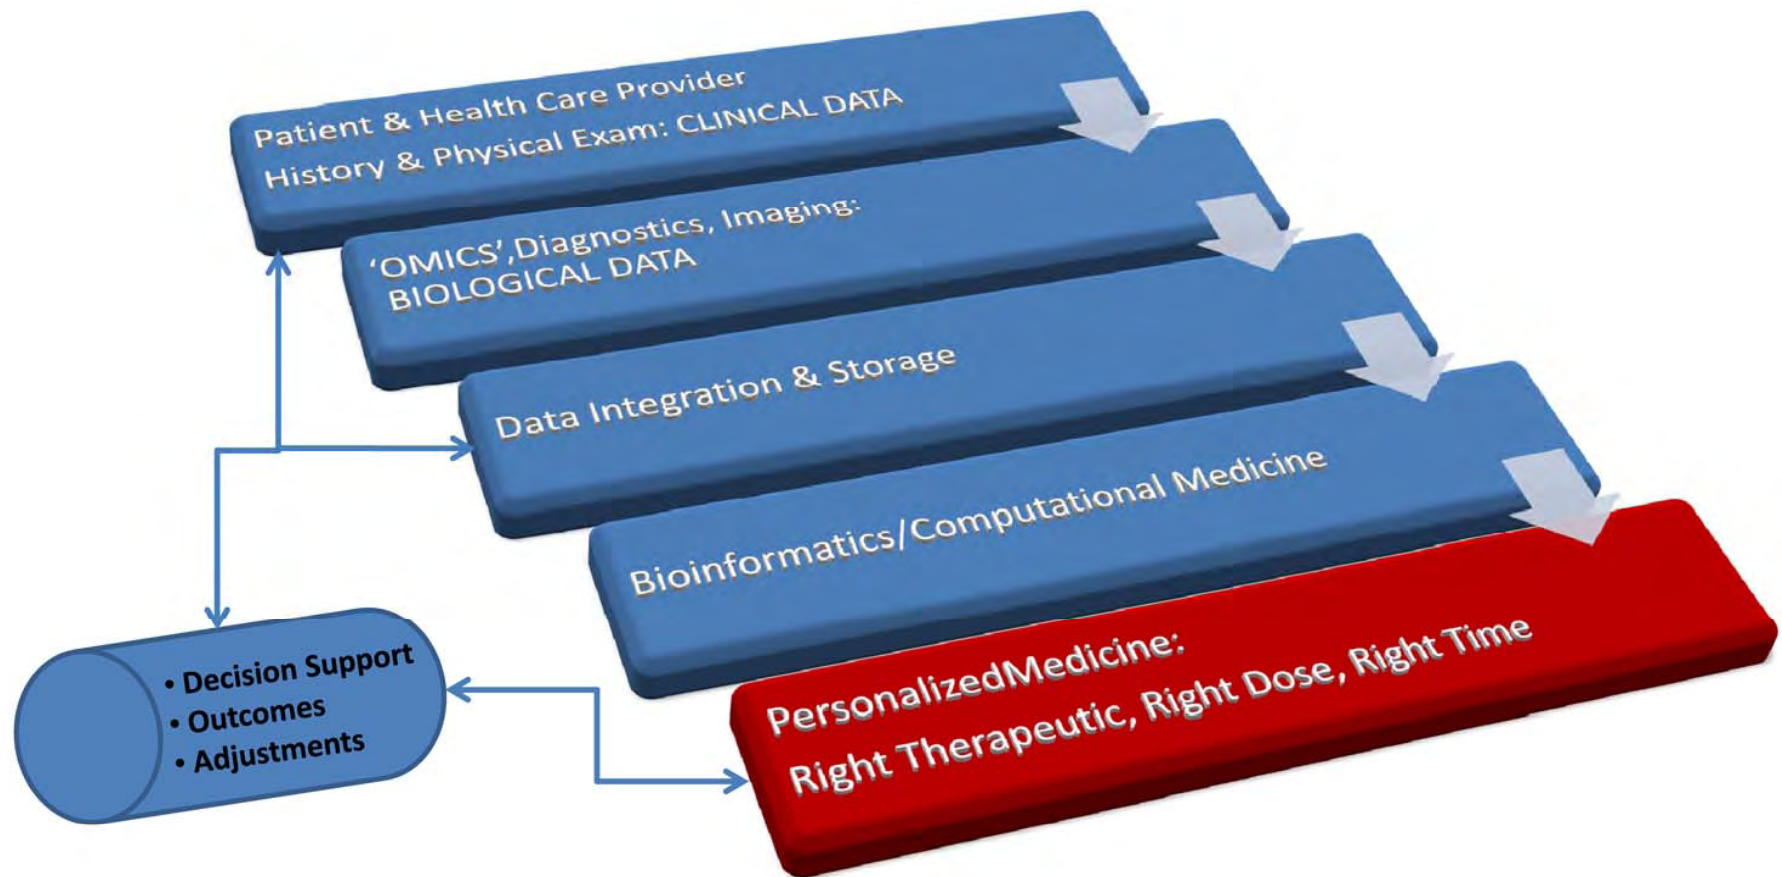 Patient & Health Care Provider
History & Physical Exam: CLINICAL DATA
‘OMICS’,Diagnostics, Imaging:
BIOLOGICAL DATA
Data Integration & Storage
Bioinformatics/Computational Medicine
PersonalizedMedicine:
Right Therapeutic, Right Dose, Right Time
• Decision Support
• Outcomes
• Adjustments